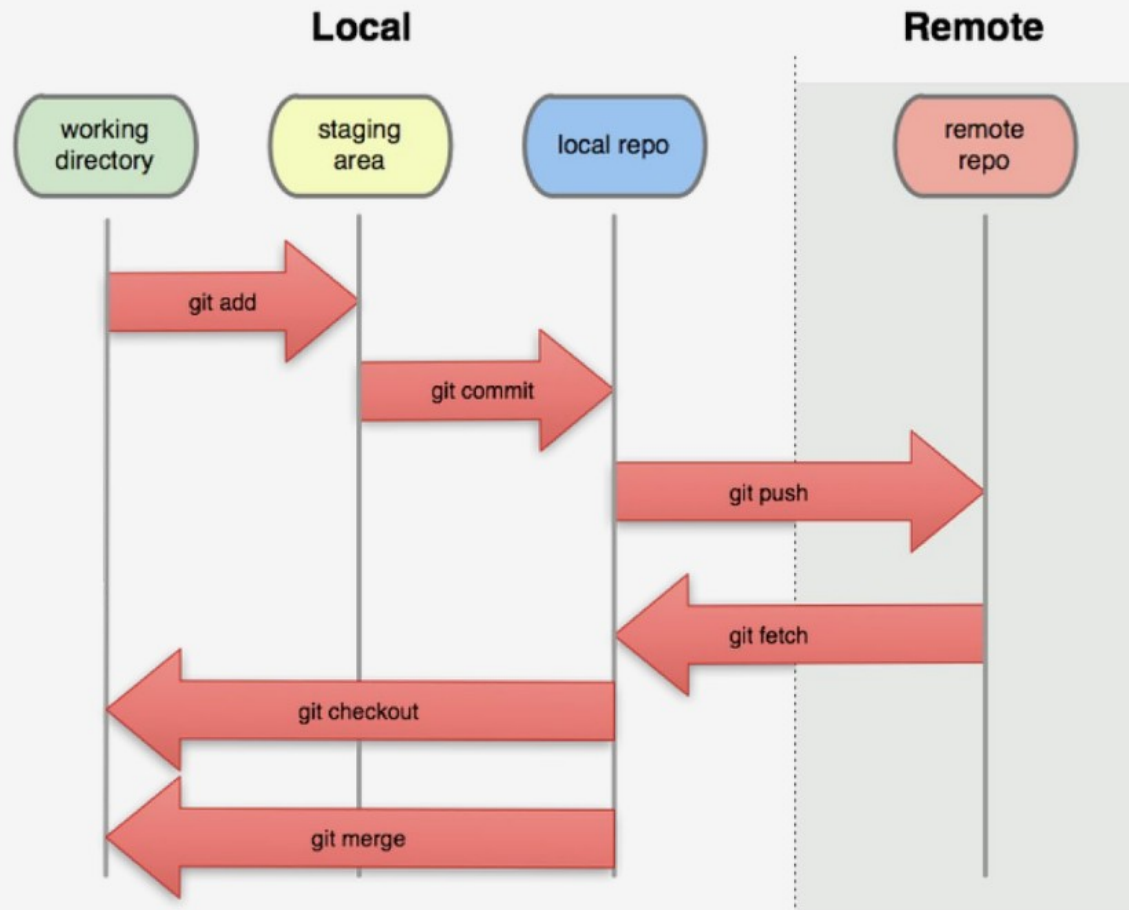 Local
Remote
working
directory
staging
area
local repo
remote
repo
git add
git commit
git push
git fetch
git checkout
git merge